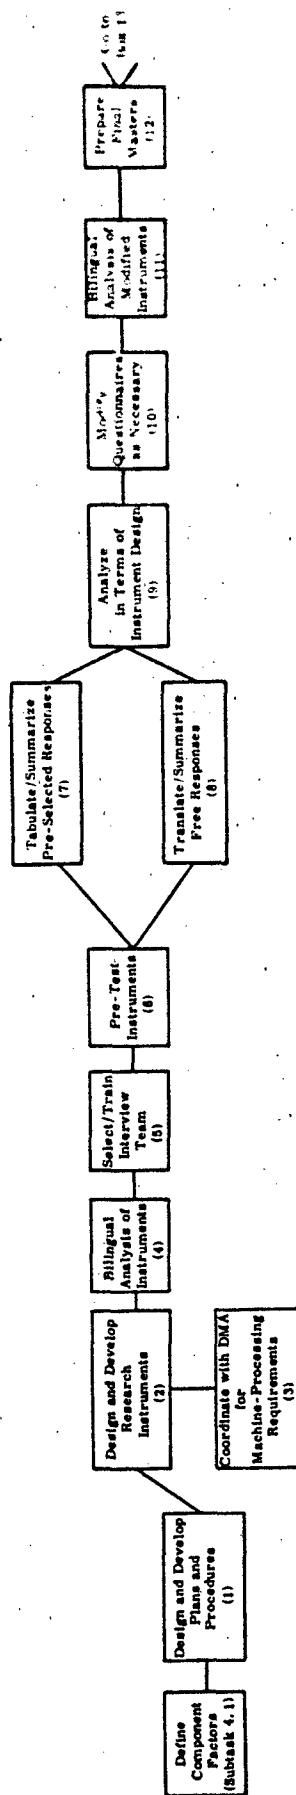 Define
Component
Factors
(Subtask 4.1)
Design and Develop
Plans and
Procedures
(1)
Design and Develop
Research
Instruments
(2)
Coordinate with DMA
for
Machine-Processing
Requirements
(3)
Bilingual
Analysis of
Instruments
(4)
Select/Train
Interview
Team
(5)
Pre-Test
Instruments
(6)
Tabulate/Summarize
Pre-Selected Responses
(7)
Translate/Summarize
Free Responses
(8)
Analyze
in Terms of
Instrument Design
(9)
Modify
Questionnaires
as Necessary
(10)
Bilingual
Analysis of
Modified
Instruments
(11)
Prepare
Final
Masters
(12)
Go to